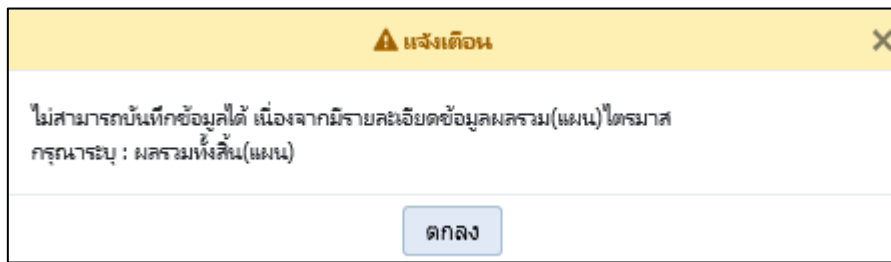 แจ้งเตือน
ไม่สามารถบันทึกข้อมูลได้ เนื่องจากมีรายละเอียดข้อมูลผลรวม(แผน)ไตรมาส
กรุณาระบุ : ผลรวมทั้งสิ้น(แผน)
ตกลง